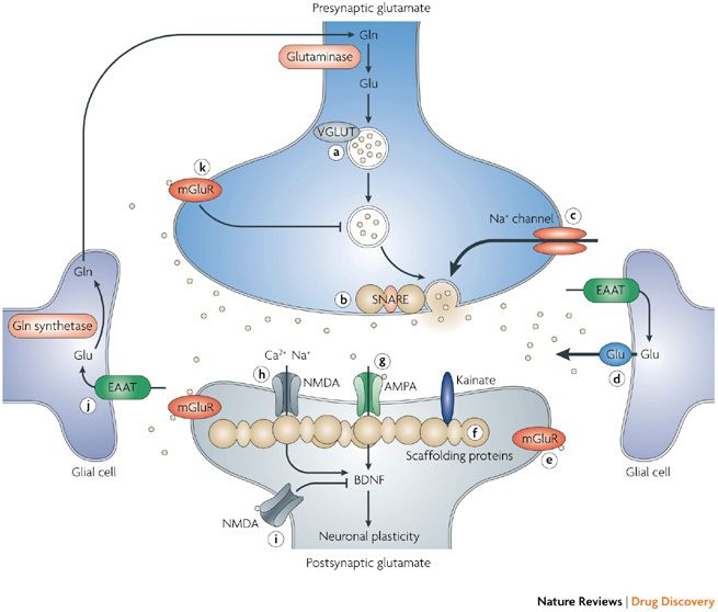 Presynaptic glutamate
Gln
Glutaminase
Glu
VGLUT
a
k
mGluR
Na⁺ channel
c
Gln
b
SNARE
EAAT
Gln synthetase
Glu
Ca²⁺ Na⁺
g
Glu
Glu
h
NMDA
AMPA
Kainate
d
EAAT
j
mGluR
f
mGluR
Scaffolding proteins
e
Glial cell
Glial cell
BDNF
NMDA
i
Neuronal plasticity
Postsynaptic glutamate
Nature Reviews | Drug Discovery